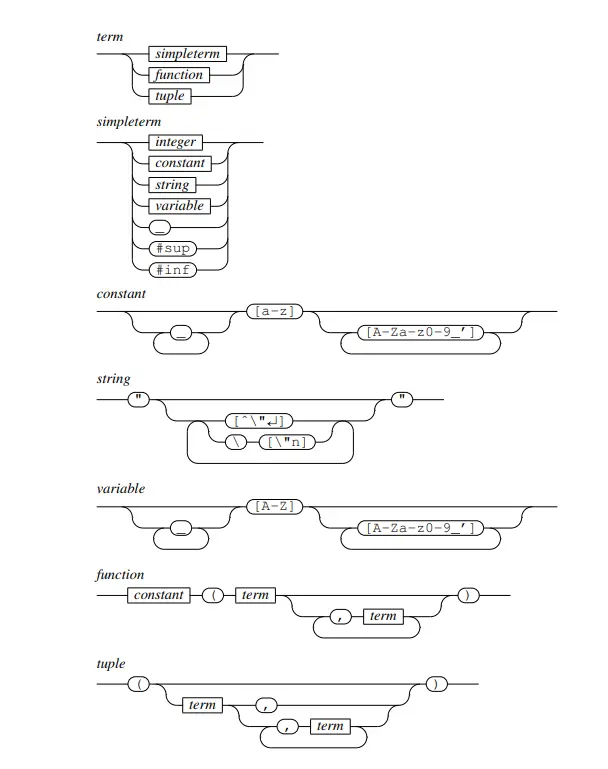 term
simpleterm
function
tuple
simpleterm
integer
constant
string
variable
_
#sup
#inf
constant
[a-z]
_ [A-Za-z0-9_']
string
" "
[^\"↵]
\ [\"n]
variable
[A-Z]
_ [A-Za-z0-9_']
function
constant ( term )
, term
tuple
( )
term ,
, term